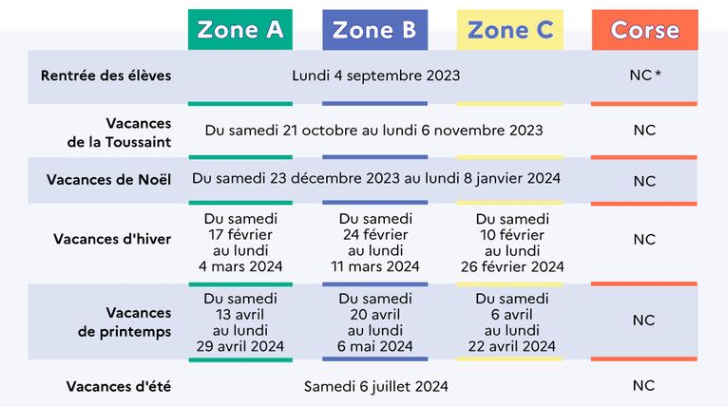 Zone A Zone B Zone C Corse
Rentrée des élèves Lundi 4 septembre 2023 NC*
Vacances
de la Toussaint Du samedi 21 octobre au lundi 6 novembre 2023 NC
Vacances de Noël Du samedi 23 décembre 2023 au lundi 8 janvier 2024 NC
Vacances d'hiver
Du samedi
17 février
au lundi
4 mars 2024
Du samedi
24 février
au lundi
11 mars 2024
Du samedi
10 février
au lundi
26 février 2024
NC
Vacances
de printemps
Du samedi
13 avril
au lundi
29 avril 2024
Du samedi
20 avril
au lundi
6 mai 2024
Du samedi
6 avril
au lundi
22 avril 2024
NC
Vacances d'été Samedi 6 juillet 2024 NC